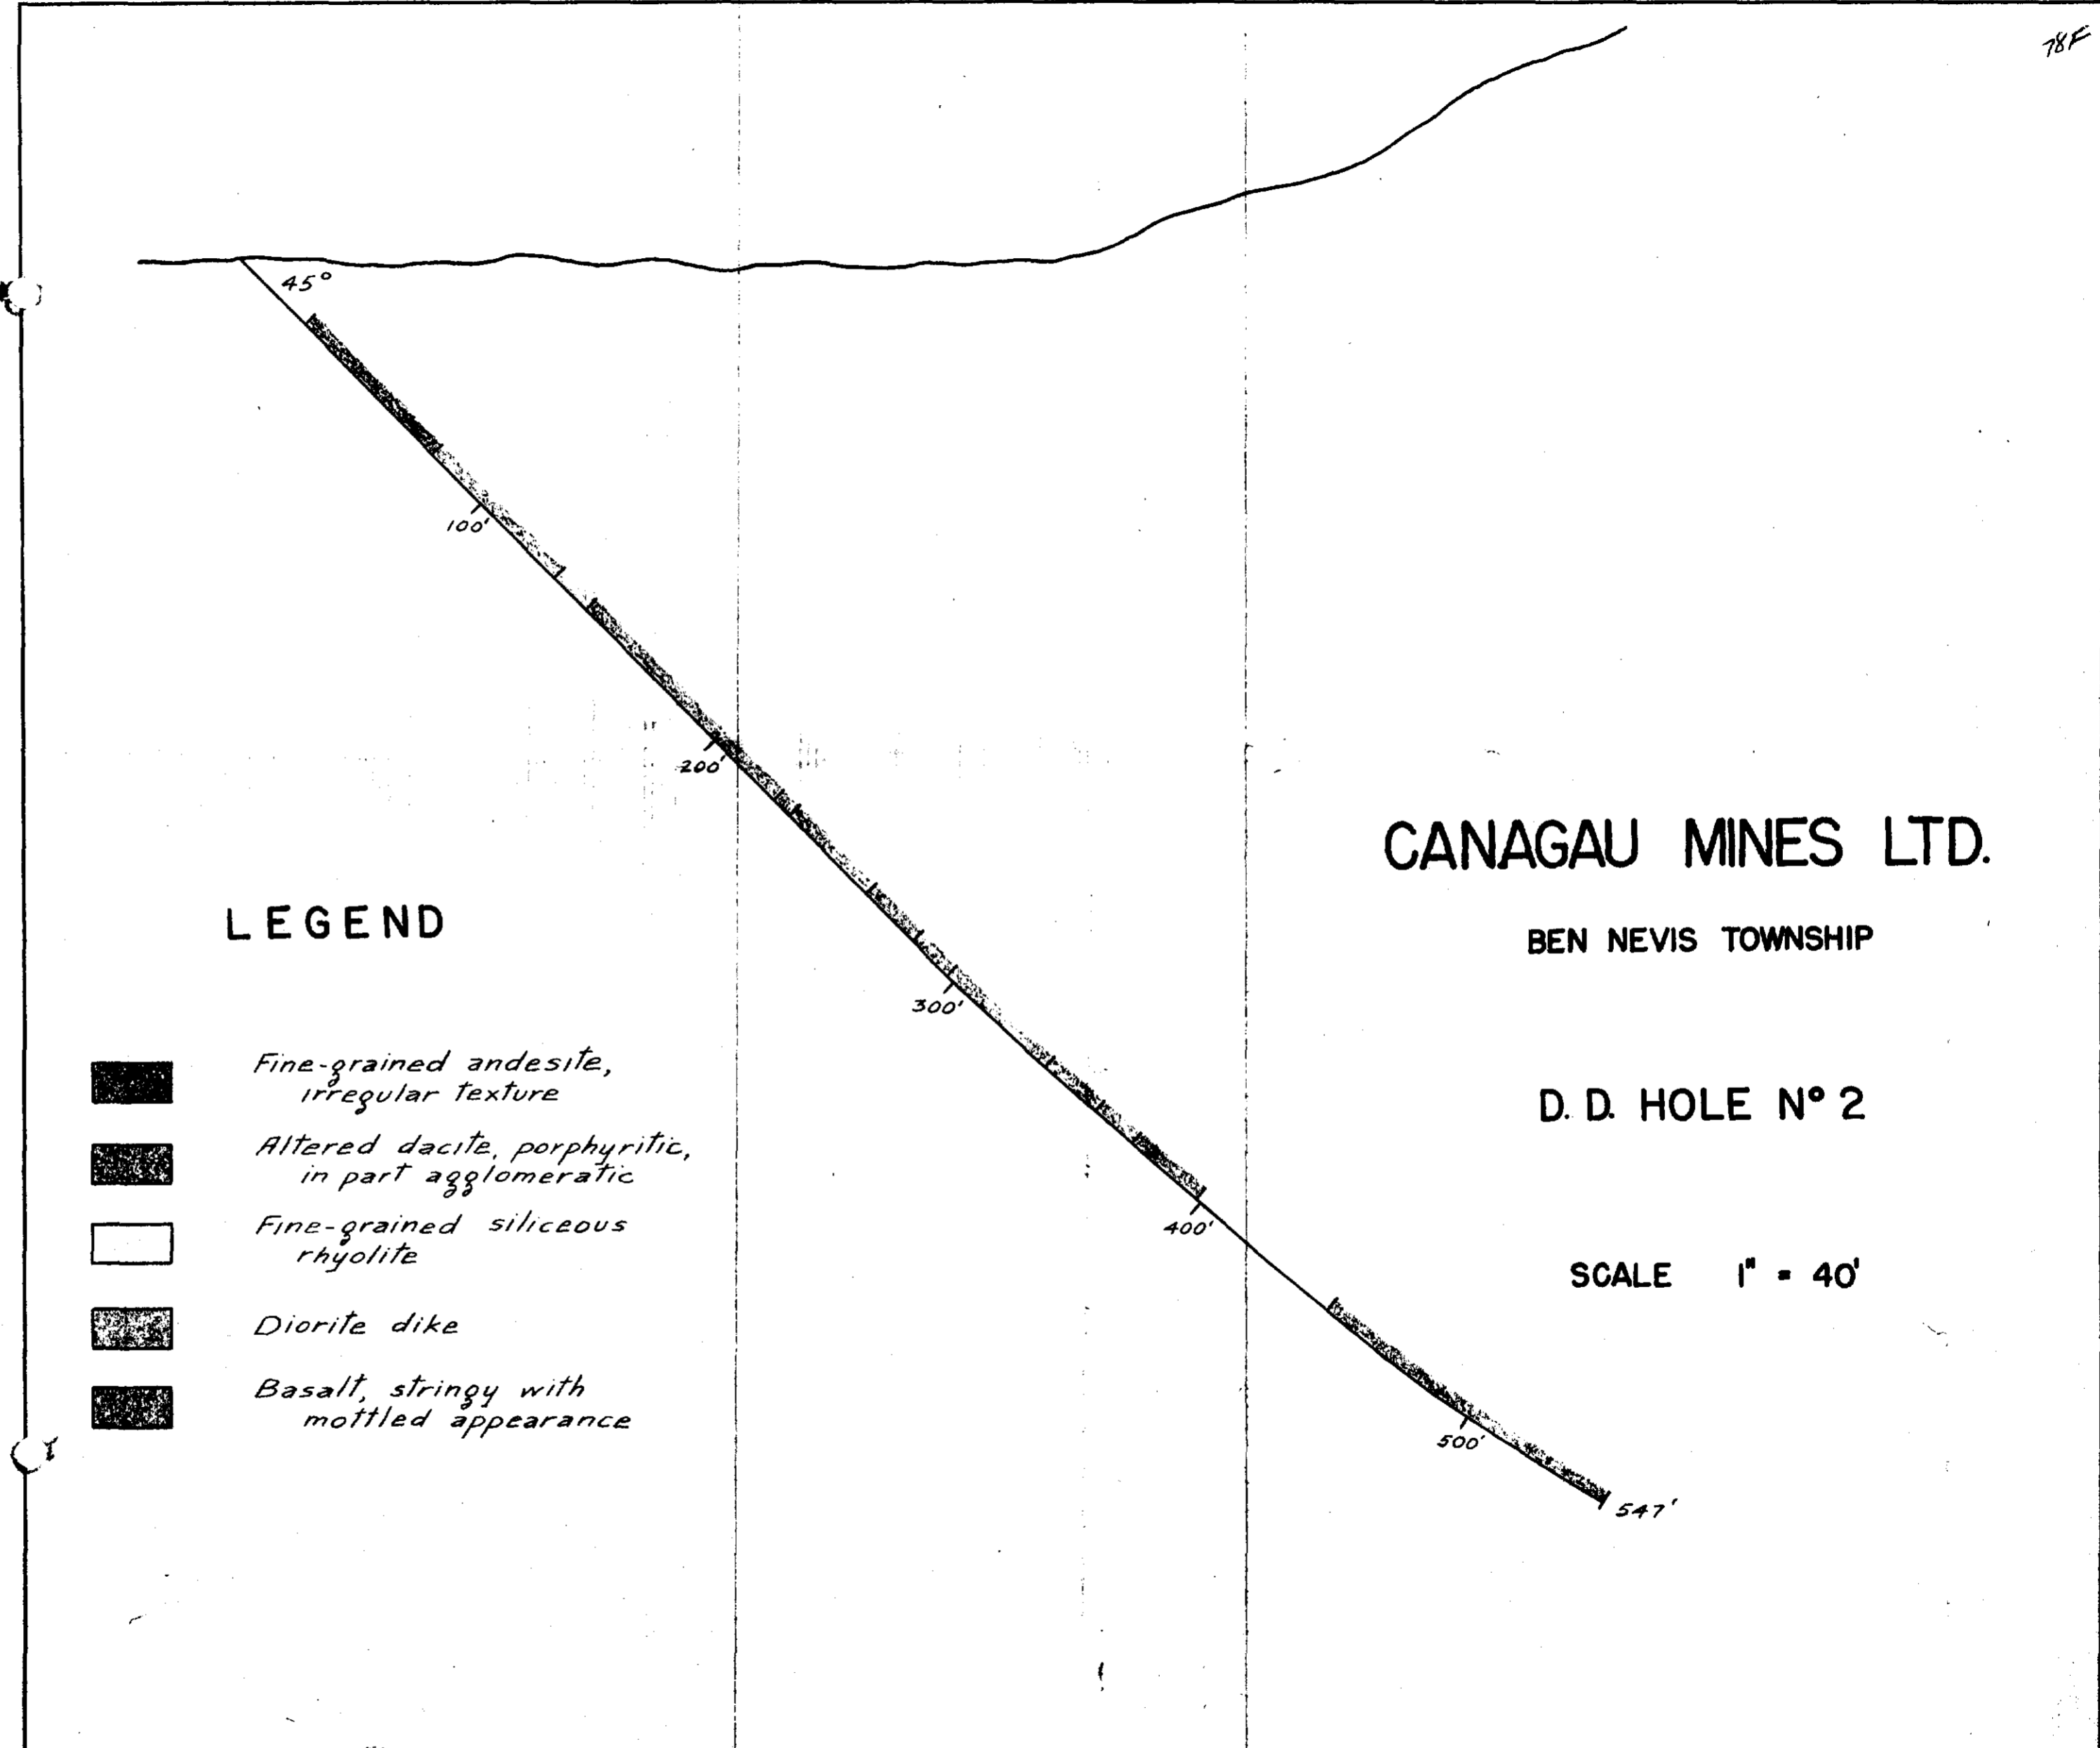 78F
45°
100'
200'
300'
400'
500'
547'
CANAGAU MINES LTD.
BEN NEVIS TOWNSHIP
D. D. HOLE N° 2
SCALE 1" = 40'
LEGEND
Fine-grained andesite,
irregular texture
Altered dacite, porphyritic,
in part agglomeratic
Fine-grained siliceous
rhyolite
Diorite dike
Basalt, stringy with
mottled appearance